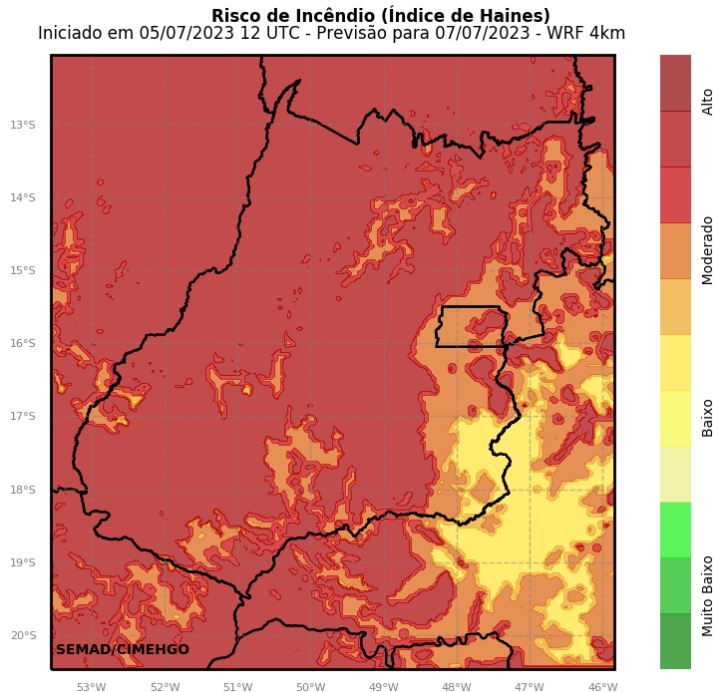 Risco de Incêndio (Índice de Haines)
Iniciado em 05/07/2023 12 UTC - Previsão para 07/07/2023 - WRF 4km
13°S
14°S
15°S
16°S
17°S
18°S
19°S
20°S
SEMAD/CIMEHGO
53°W 52°W 51°W 50°W 49°W 48°W 47°W 46°W
Alto
Moderado
Baixo
Muito Baixo